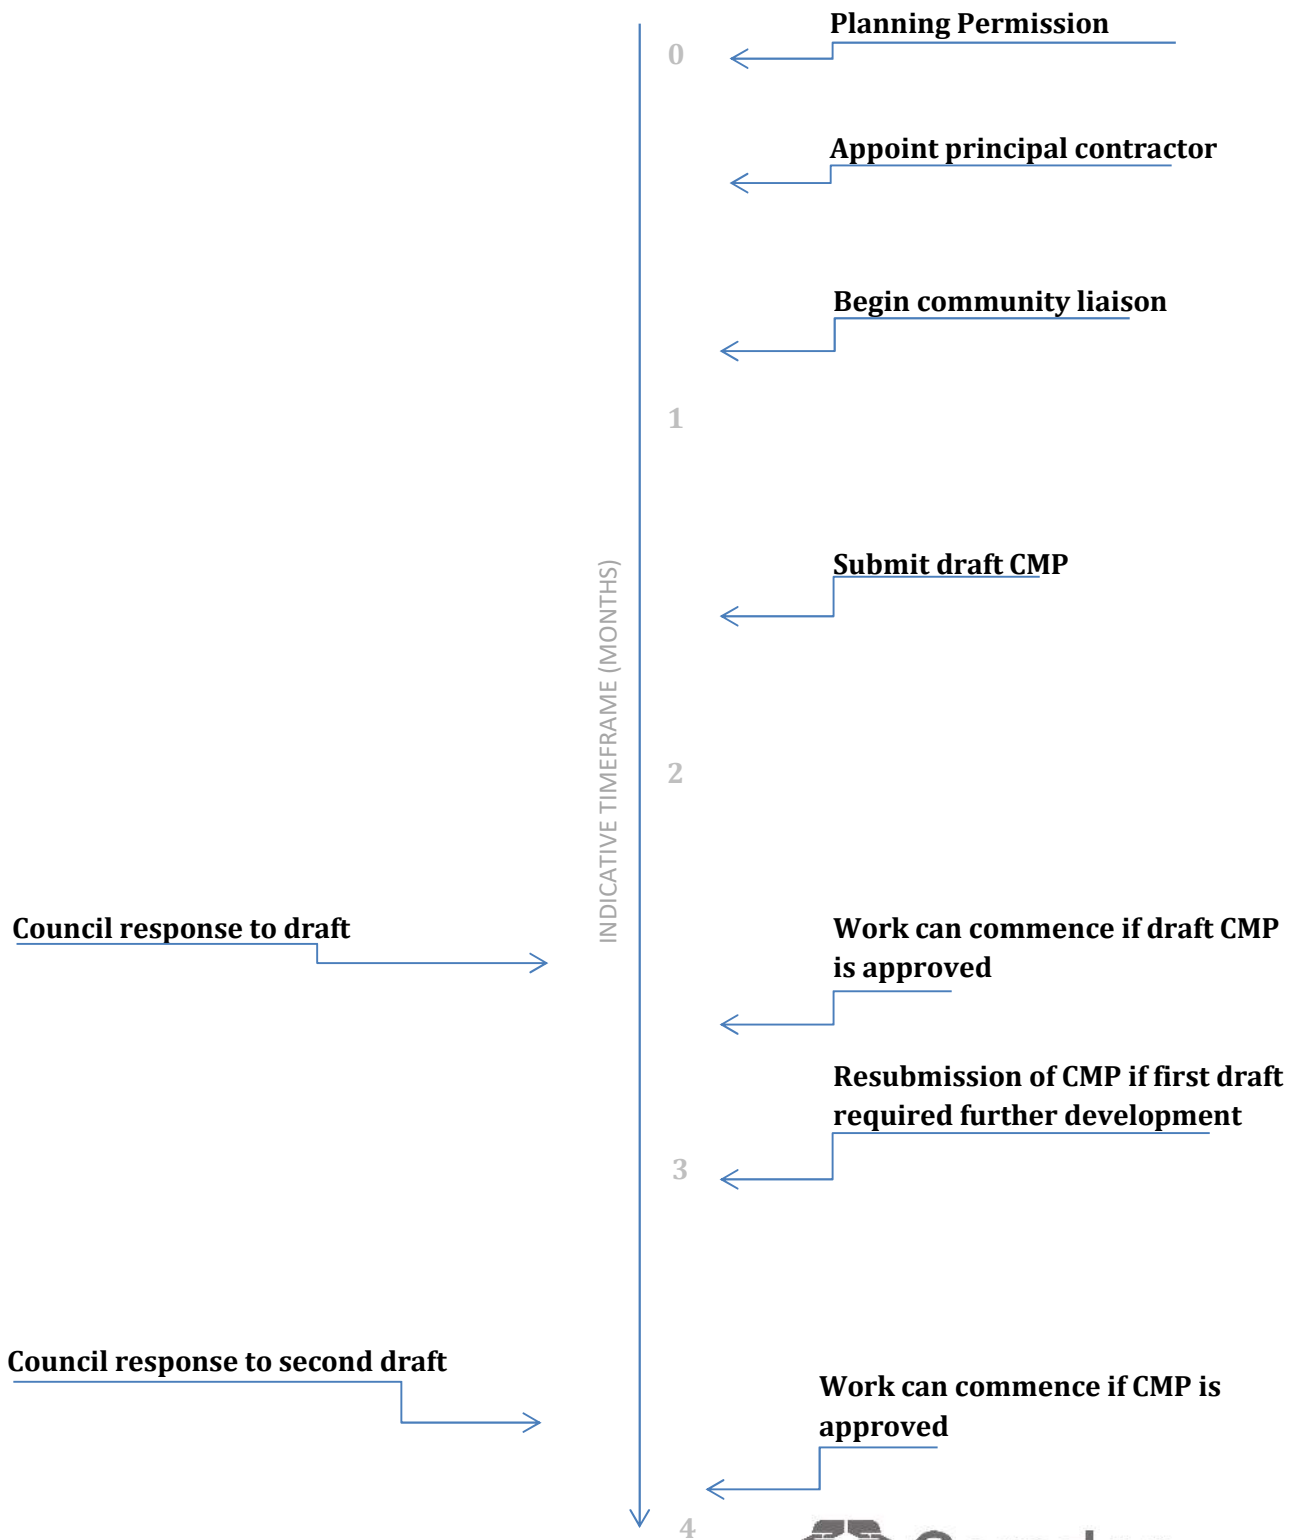 Planning Permission
0
Appoint principal contractor
Begin community liaison
1
Submit draft CMP
INDICATIVE TIMEFRAME (MONTHS)
2
Council response to draft
Work can commence if draft CMP
is approved
Resubmission of CMP if first draft
required further development
3
Council response to second draft
Work can commence if CMP is
approved
4